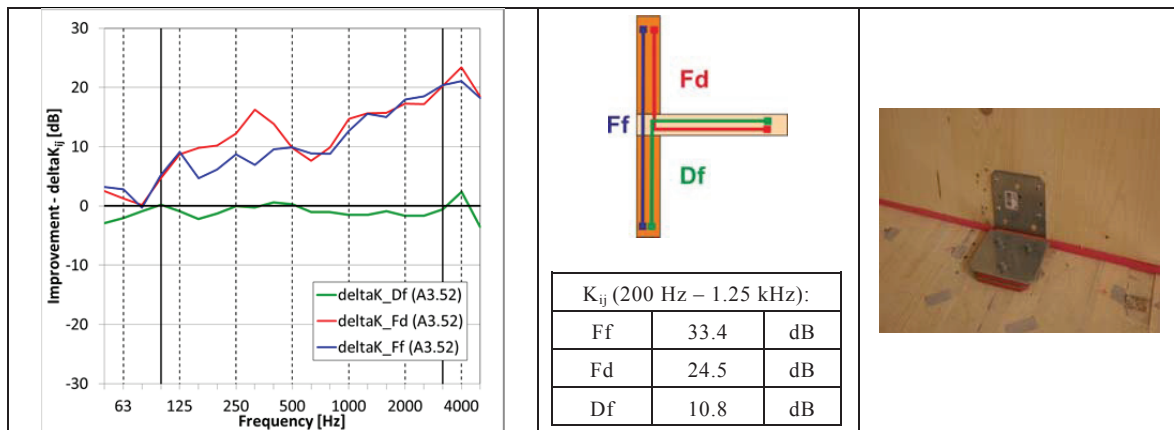 Improvement - deltaKij [dB]
30
20
10
0
-10
-20
-30
63
125
250
500
1000
2000
4000
Frequency [Hz]
deltaK_Df (A3.52)
deltaK_Fd (A3.52)
deltaK_Ff (A3.52)
Fd
Ff
Df
Kij (200 Hz – 1.25 kHz):
Ff 33.4 dB
Fd 24.5 dB
Df 10.8 dB